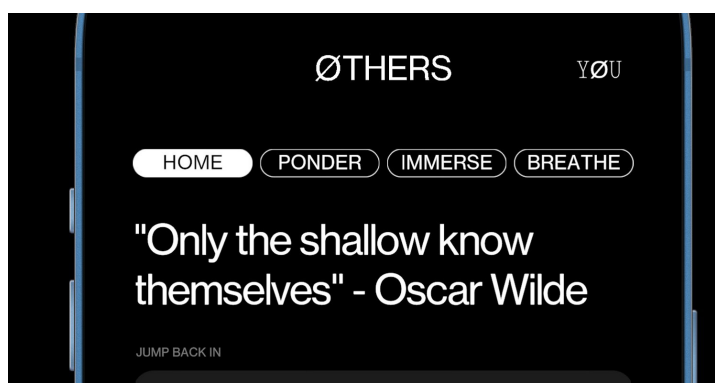 ØTHERS
YØU
HOME PONDER IMMERSE BREATHE
"Only the shallow know
themselves" - Oscar Wilde
JUMP BACK IN